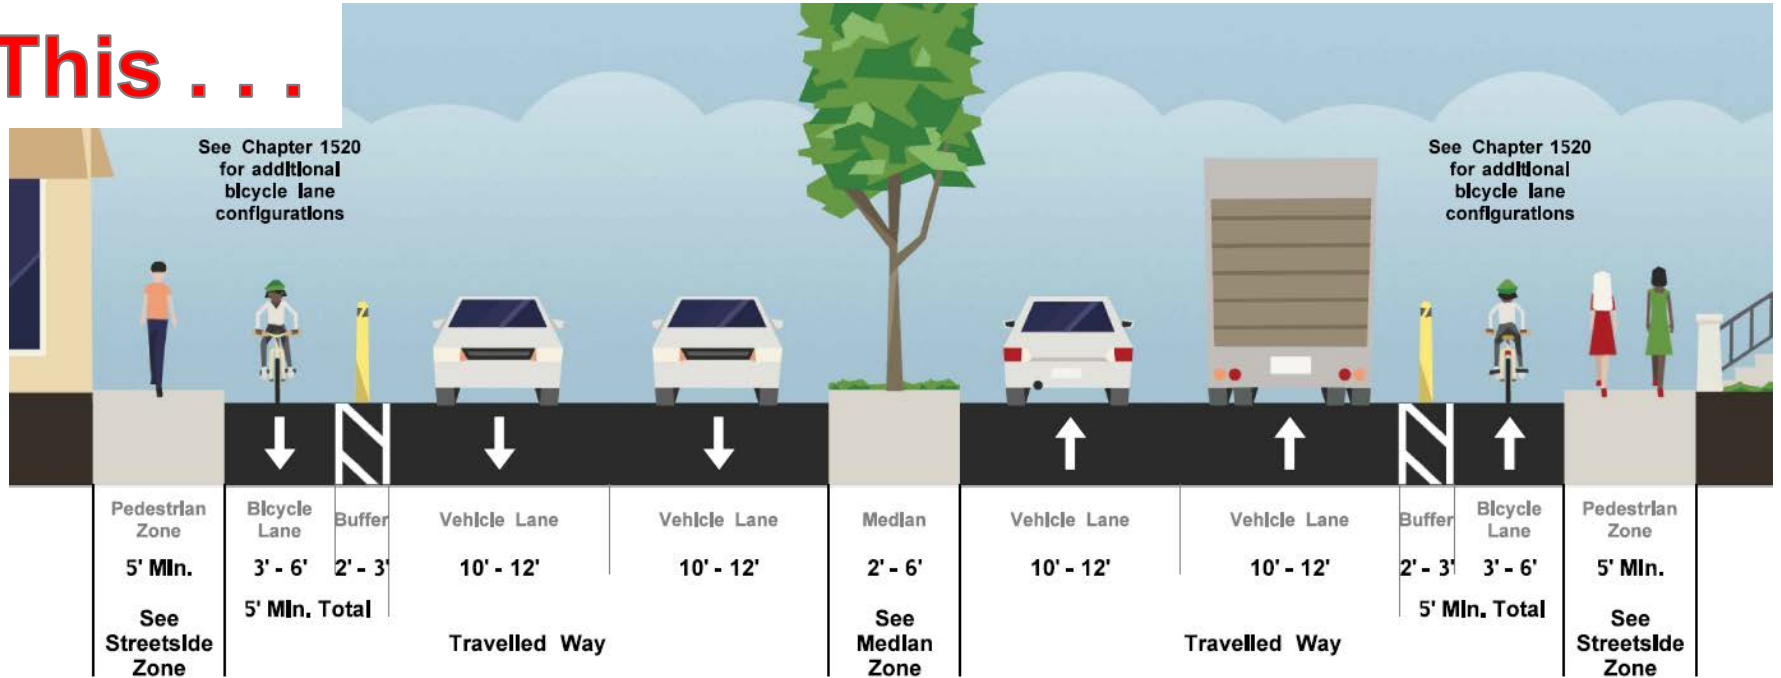 This . . .
See Chapter 1520
for additional
bicycle lane
configurations
See Chapter 1520
for additional
bicycle lane
configurations
Pedestrian
Zone
Bicycle
Lane
Buffer
Vehicle Lane
Vehicle Lane
Median
Vehicle Lane
Vehicle Lane
Buffer
Bicycle
Lane
Pedestrian
Zone
5' Min.
3' - 6'
2' - 3'
10' - 12'
10' - 12'
2' - 6'
10' - 12'
10' - 12'
2' - 3'
3' - 6'
5' Min.
5' Min. Total
5' Min. Total
See
Streetside
Zone
Travelled Way
See
Median
Zone
Travelled Way
See
Streetside
Zone